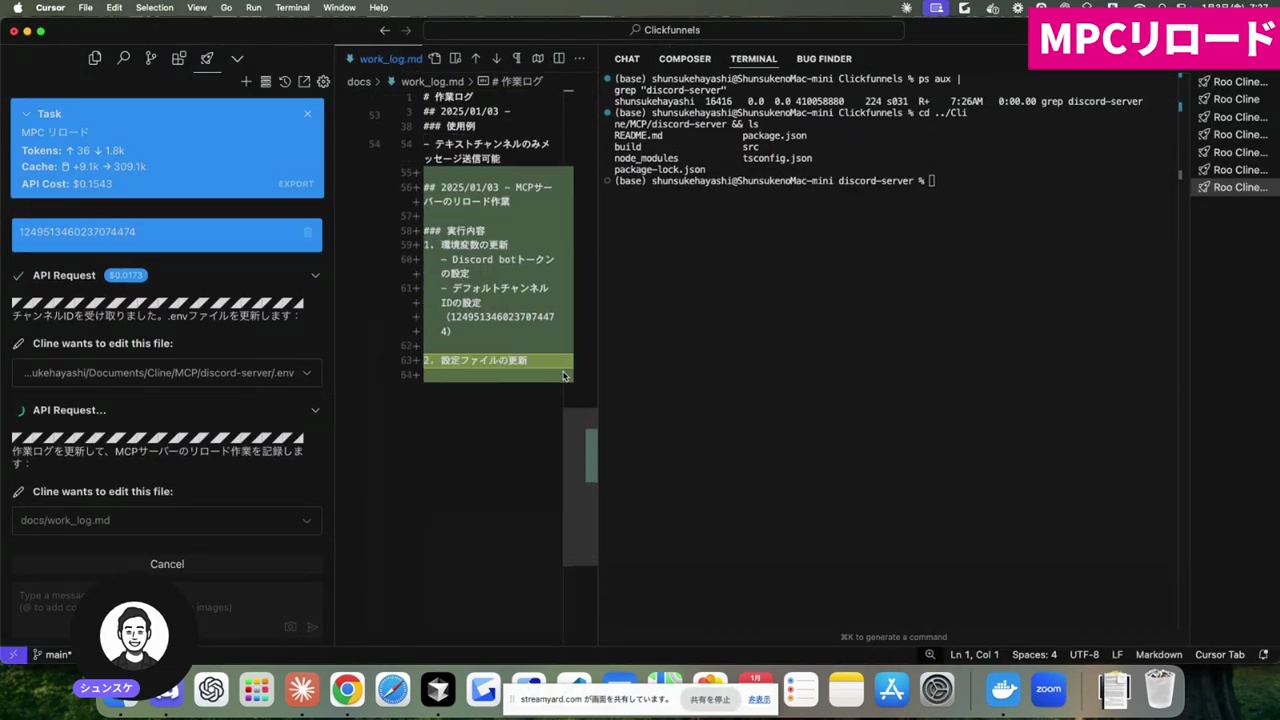 Cursor File Edit Selection View Go Run Terminal Window Help
MPCリロード
Clickfunnels
work_log.md
docs > work_log.md > # 作業ログ
Task
MPC リロード
Tokens: ↑ 36 ↓ 1.8k
Cache: +9.1k → 309.1k
API Cost: $0.1543
EXPORT
1249513460237074474
API Request $0.0173
チャンネルIDを受け取りました。.envファイルを更新します：
Cline wants to edit this file:
...ukehayashi/Documents/Cline/MCP/discord-server/.env
API Request...
作業ログを更新して、MCPサーバーのリロード作業を記録しま
す：
Cline wants to edit this file:
docs/work_log.md
Cancel
Type a messa
(@ to add co
images)
シュンスケ
1 # 作業ログ
53 3 ## 2025/01/03 -
38 ### 使用例
54 54 - テキストチャンネルのみメ
ッセージ送信可能
55+
56+ ## 2025/01/03 - MCPサー
+ バーのリロード作業
57+
58+ ### 実行内容
59+ 1. 環境変数の更新
60+ - Discord botトークン
+ の設定
61+ - デフォルトチャンネル
+ IDの設定
+ （124951346023707447
+ 4）
62+
63+ 2. 設定ファイルの更新
64+
CHAT COMPOSER TERMINAL BUG FINDER
(base) shunsukehayashi@ShunsukenoMac-mini Clickfunnels % ps aux |
grep "discord-server"
shunsukehayashi 16416 0.0 0.0 410058880 224 s031 R+ 7:26AM 0:00.00 grep discord-server
(base) shunsukehayashi@ShunsukenoMac-mini Clickfunnels % cd ../Cli
ne/MCP/discord-server && ls
README.md package.json
build src
node_modules tsconfig.json
package-lock.json
(base) shunsukehayashi@ShunsukenoMac-mini discord-server %
Roo Cline...
Roo Cline
Roo Cline...
Roo Cline...
Roo Cline...
Roo Cline...
Roo Cline...
⌘K to generate a command
main*
Ln 1, Col 1 Spaces: 4 UTF-8 LF Markdown Cursor Tab
streamyard.com が画面を共有しています。 共有を停止 非表示
1月
zoom